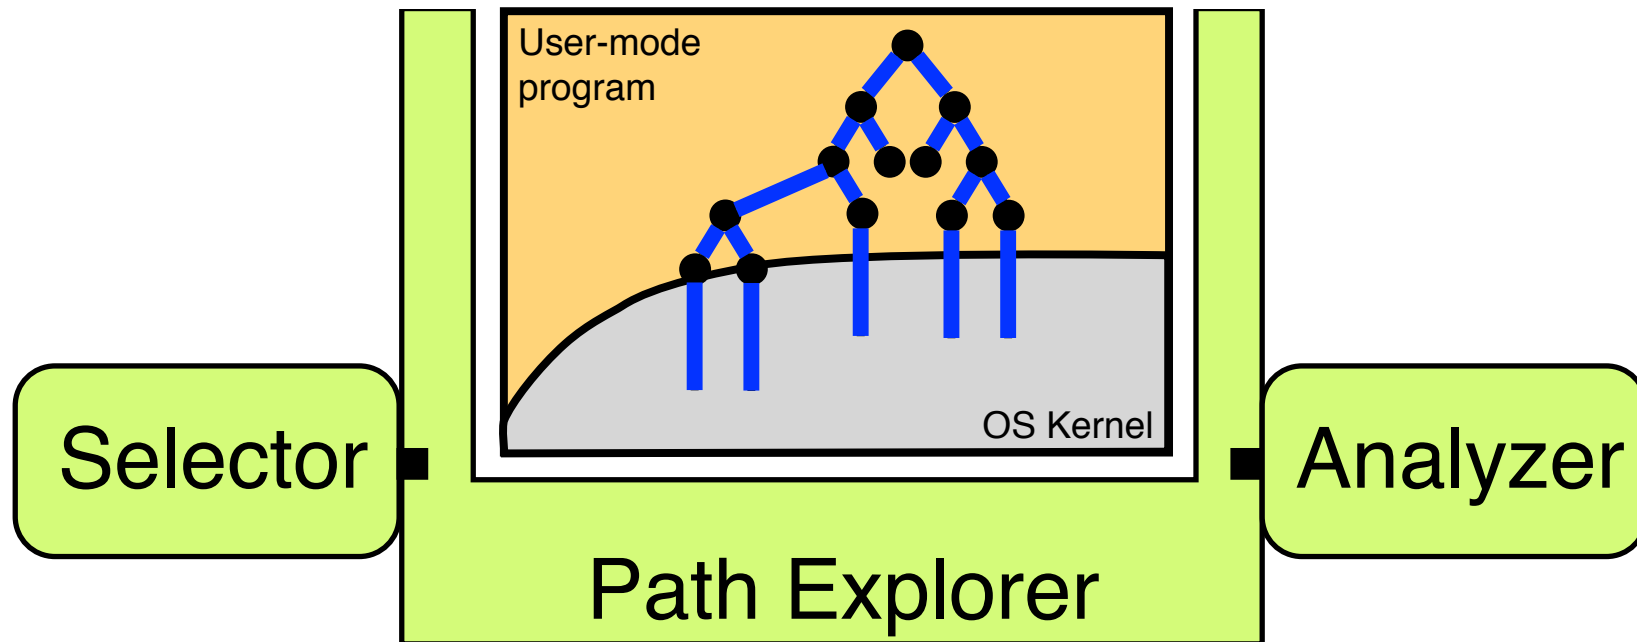 User-mode
program
OS Kernel
Selector
Analyzer
Path Explorer